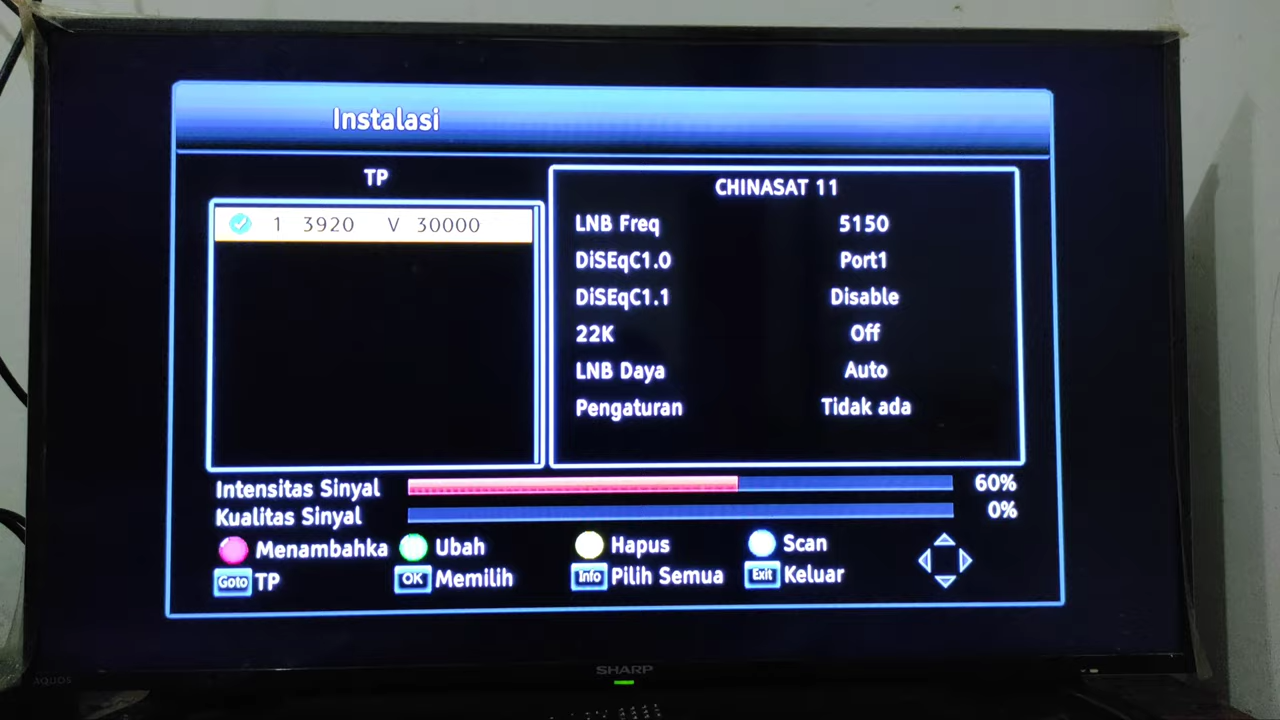 Instalasi
TP
1 3920 V 30000
CHINASAT 11
LNB Freq 5150
DiSEqC1.0 Port1
DiSEqC1.1 Disable
22K Off
LNB Daya Auto
Pengaturan Tidak ada
Intensitas Sinyal 60%
Kualitas Sinyal 0%
Menambahka Ubah Hapus Scan
Goto TP OK Memilih Info Pilih Semua Exit Keluar
SHARP
AQUOS